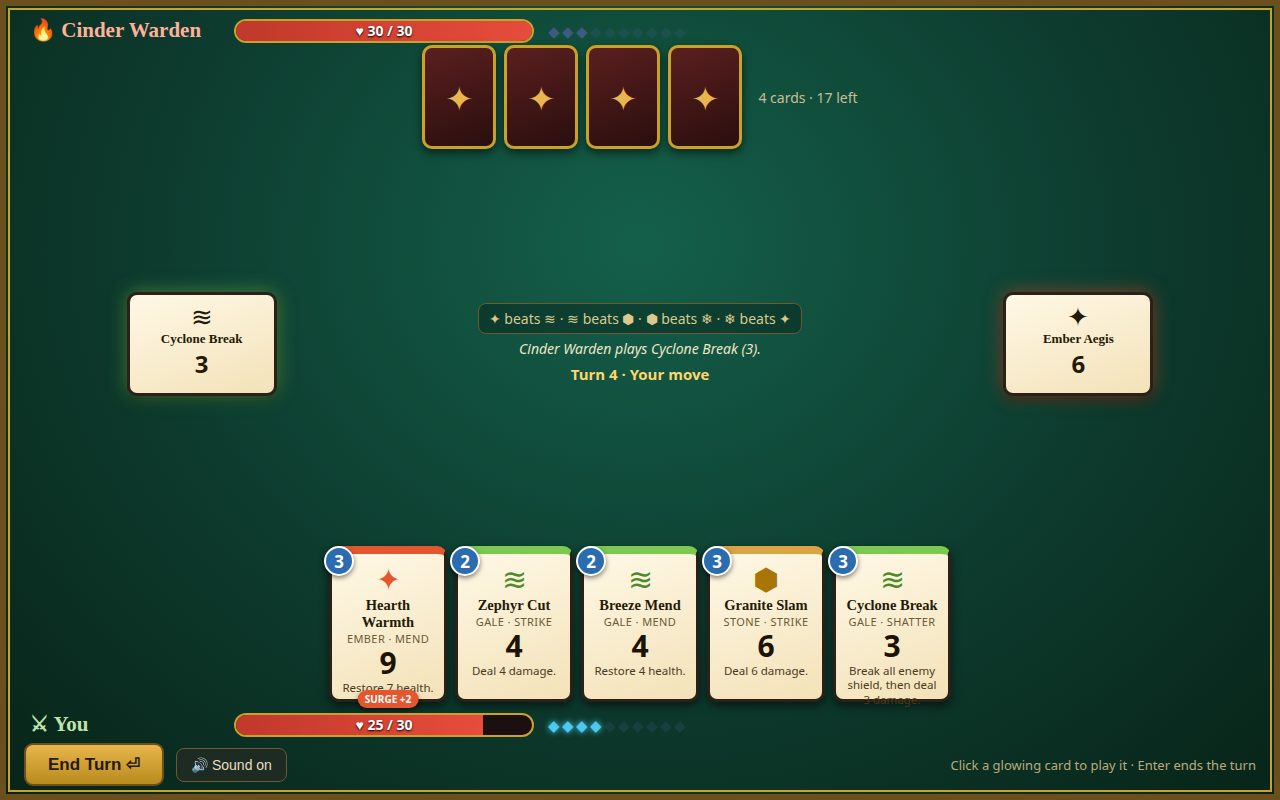 🔥 Cinder Warden
♥ 30 / 30
4 cards · 17 left
≋
Cyclone Break
3
✦ beats ≋ · ≋ beats ⬢ · ⬢ beats ❄ · ❄ beats ✦
Cinder Warden plays Cyclone Break (3).
Turn 4 · Your move
✦
Ember Aegis
6
3
Hearth
Warmth
EMBER · MEND
9
Restore 7 health.
SURGE +2
2
Zephyr Cut
GALE · STRIKE
4
Deal 4 damage.
2
Breeze Mend
GALE · MEND
4
Restore 4 health.
3
Granite Slam
STONE · STRIKE
6
Deal 6 damage.
3
Cyclone Break
GALE · SHATTER
3
Break all enemy
shield, then deal
3 damage.
⚔ You
♥ 25 / 30
End Turn ⏎
🔊 Sound on
Click a glowing card to play it · Enter ends the turn